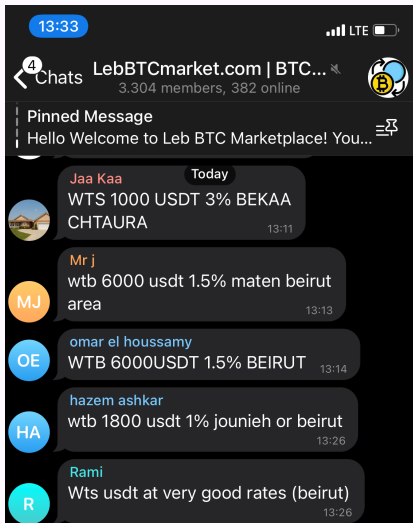 13:33
LTE
4
Chats
LebBTCmarket.com | BTC...
3.304 members, 382 online
Pinned Message
Hello Welcome to Leb BTC Marketplace! You...
Today
Jaa Kaa
WTS 1000 USDT 3% BEKAA
CHTAURA
13:11
Mr j
wtb 6000 usdt 1.5% maten beirut
area
13:13
MJ
omar el houssamy
WTB 6000USDT 1.5% BEIRUT
13:14
OE
hazem ashkar
wtb 1800 usdt 1% jounieh or beirut
13:26
HA
Rami
Wts usdt at very good rates (beirut)
13:26
R